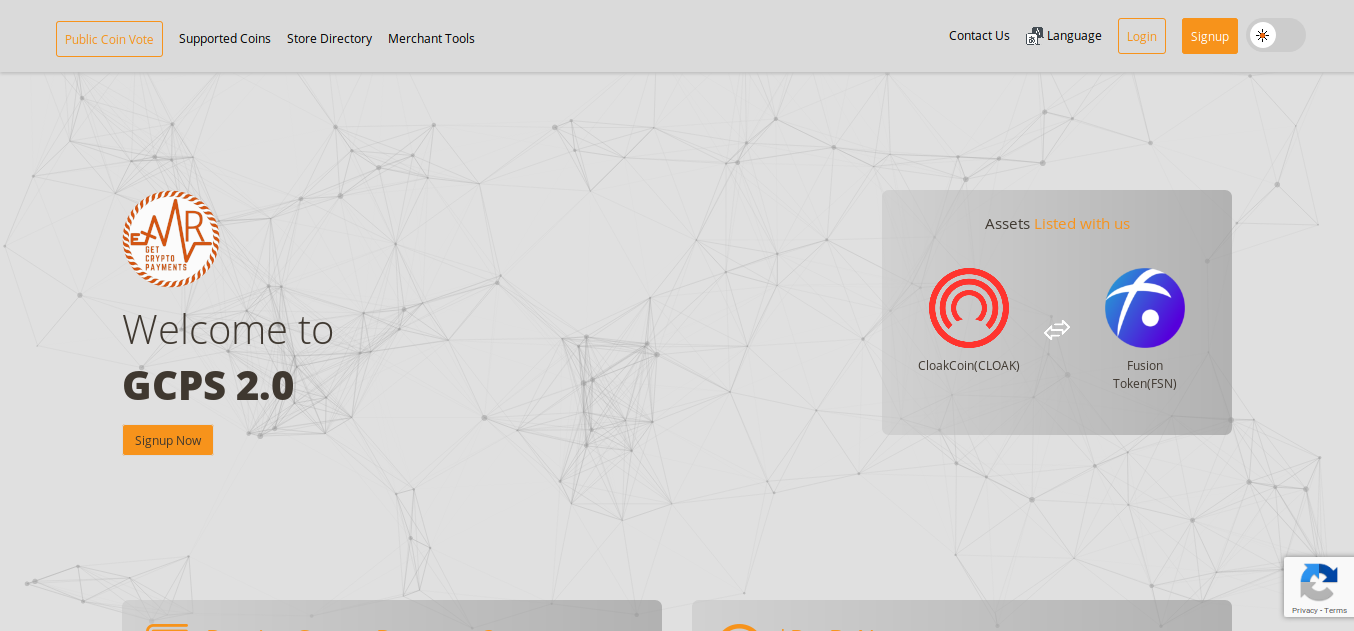 Public Coin Vote
Supported Coins
Store Directory
Merchant Tools
Contact Us
Language
Login
Signup
GET
CRYPTO
PAYMENTS
Welcome to
GCPS 2.0
Signup Now
Assets Listed with us
CloakCoin(CLOAK)
Fusion
Token(FSN)
Privacy - Terms